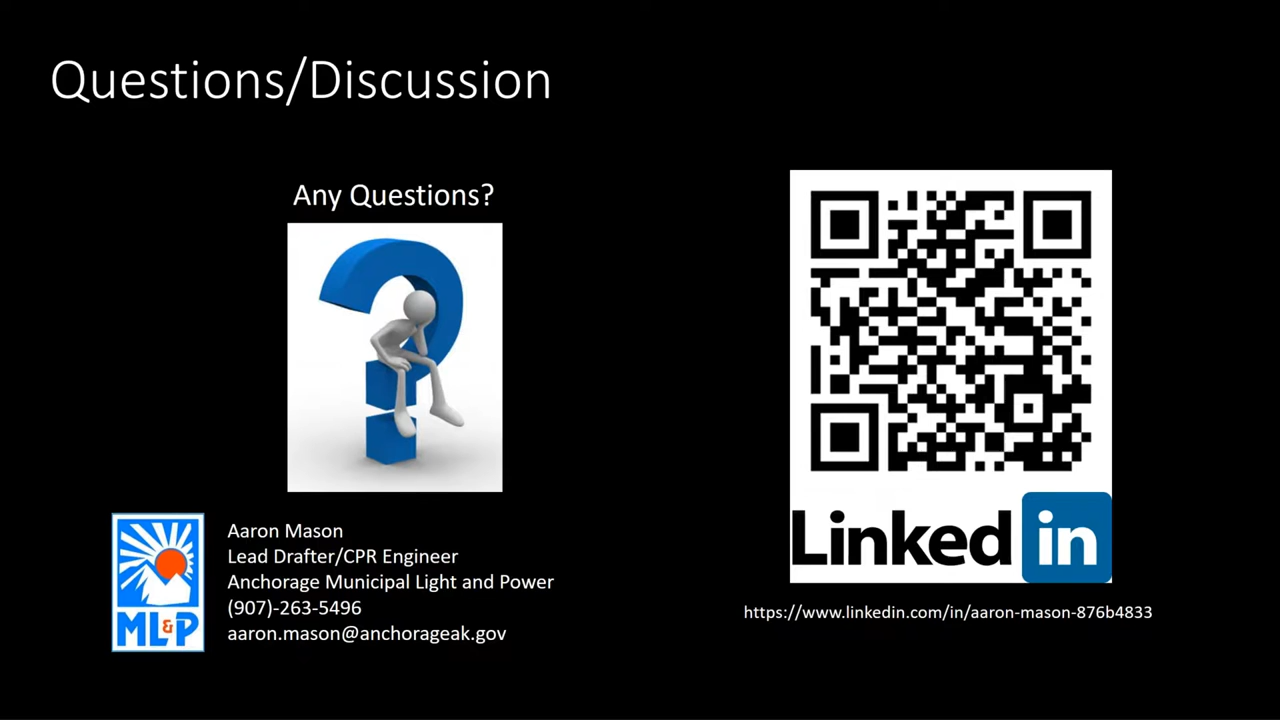 Questions/Discussion
Any Questions?
Aaron Mason
Lead Drafter/CPR Engineer
Anchorage Municipal Light and Power
(907)-263-5496
aaron.mason@anchorageak.gov
ML&P
Linked in
https://www.linkedin.com/in/aaron-mason-876b4833